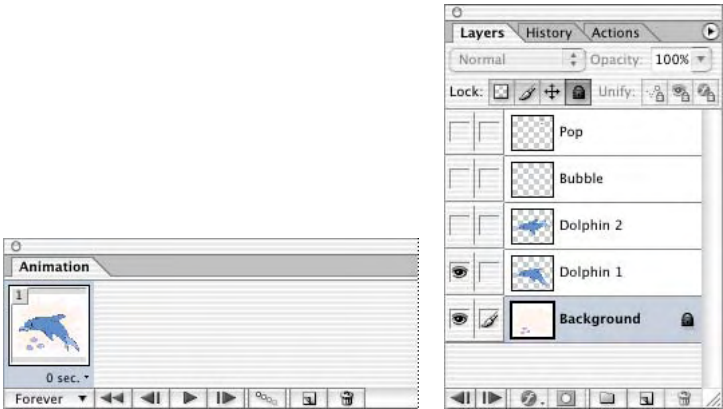 Animation
1
0 sec.
Forever
Layers History Actions
Normal Opacity: 100%
Lock: Unify:
Pop
Bubble
Dolphin 2
Dolphin 1
Background